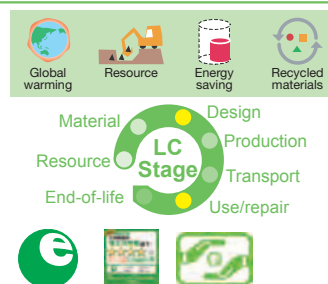 Global
warming
Resource
Energy
saving
Recycled
materials
Design
Material
Production
LC
Stage
Resource
Transport
End-of-life
Use/repair
e